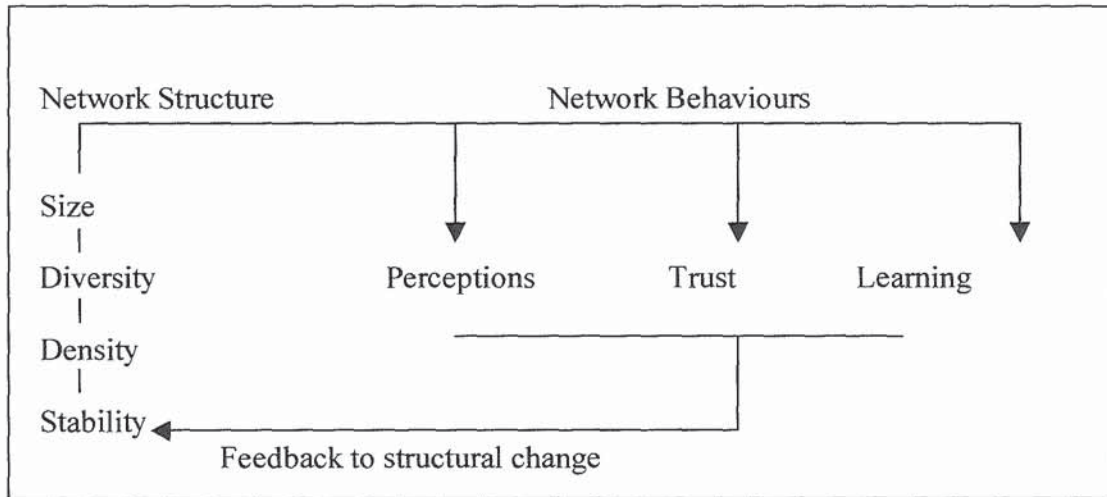 Network Structure Network Behaviours
Size
Diversity Perceptions Trust Learning
Density
Stability
Feedback to structural change